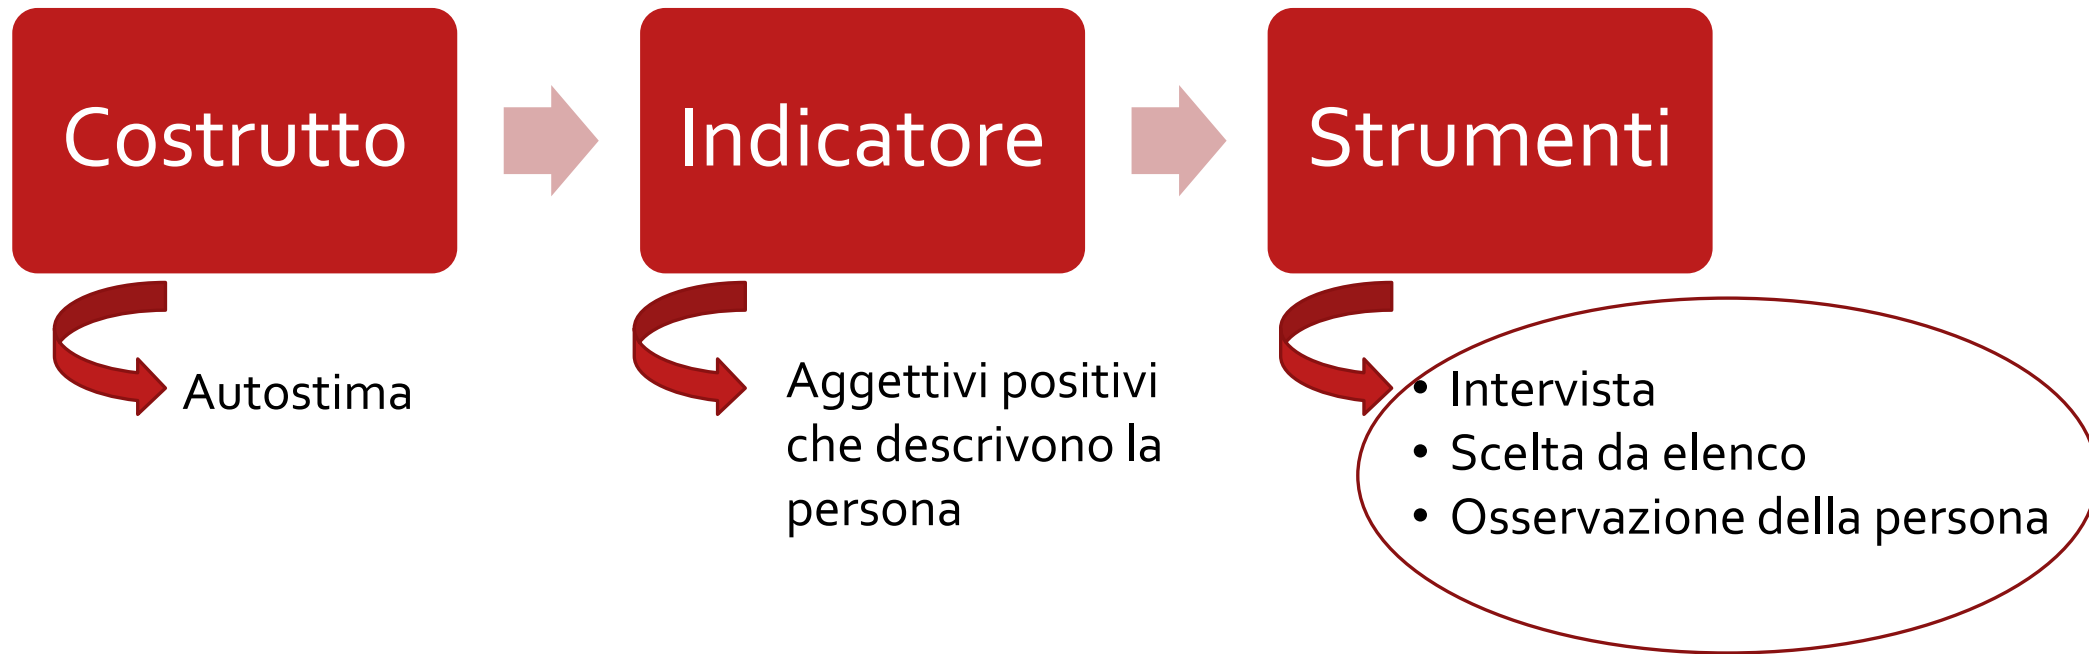 Costrutto
Indicatore
Strumenti
Autostima
Aggettivi positivi
che descrivono la
persona
• Intervista
• Scelta da elenco
• Osservazione della persona